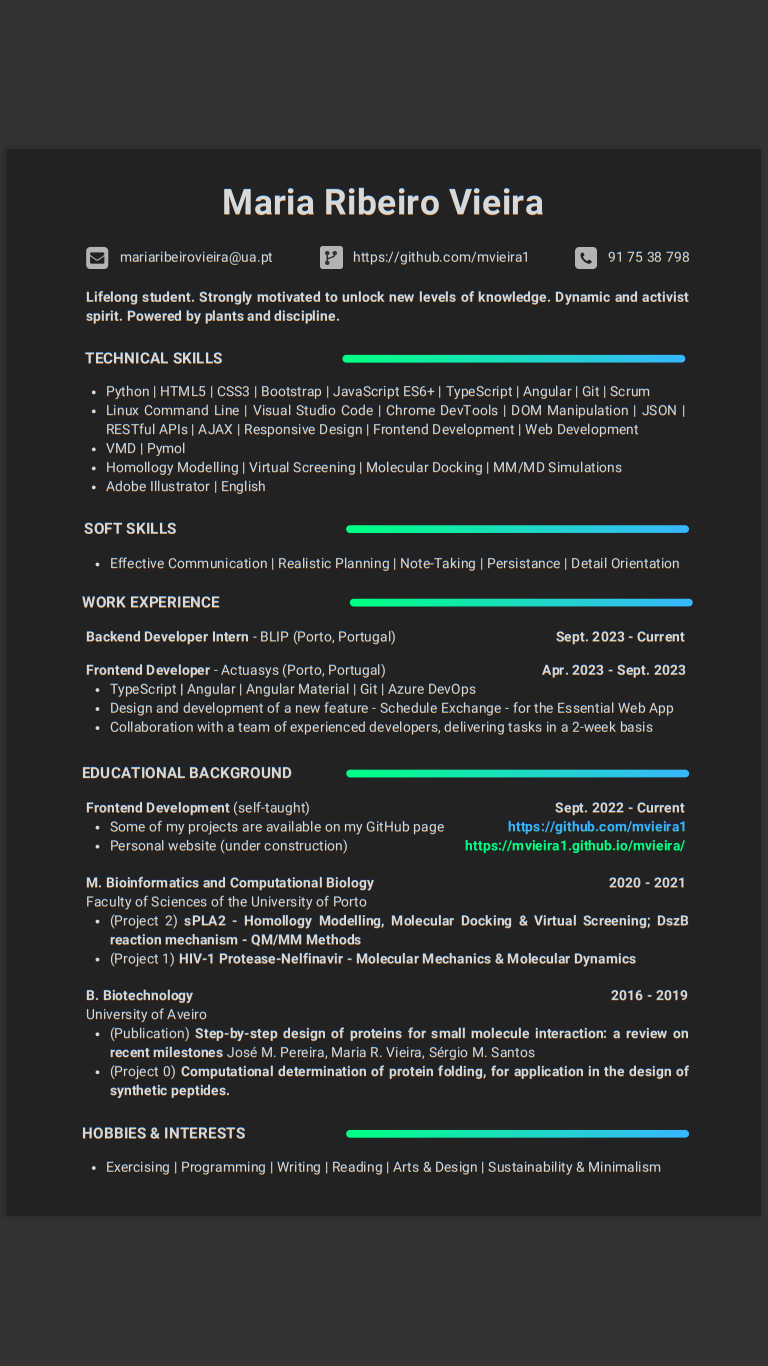 Maria Ribeiro Vieira
mariaribeirovieira@ua.pt https://github.com/mvieira1 91 75 38 798
Lifelong student. Strongly motivated to unlock new levels of knowledge. Dynamic and activist
spirit. Powered by plants and discipline.
TECHNICAL SKILLS
• Python | HTML5 | CSS3 | Bootstrap | JavaScript ES6+ | TypeScript | Angular | Git | Scrum
• Linux Command Line | Visual Studio Code | Chrome DevTools | DOM Manipulation | JSON |
RESTful APIs | AJAX | Responsive Design | Frontend Development | Web Development
• VMD | Pymol
• Homollogy Modelling | Virtual Screening | Molecular Docking | MM/MD Simulations
• Adobe Illustrator | English
SOFT SKILLS
• Effective Communication | Realistic Planning | Note-Taking | Persistance | Detail Orientation
WORK EXPERIENCE
Backend Developer Intern - BLIP (Porto, Portugal) Sept. 2023 - Current
Frontend Developer - Actuasys (Porto, Portugal) Apr. 2023 - Sept. 2023
• TypeScript | Angular | Angular Material | Git | Azure DevOps
• Design and development of a new feature - Schedule Exchange - for the Essential Web App
• Collaboration with a team of experienced developers, delivering tasks in a 2-week basis
EDUCATIONAL BACKGROUND
Frontend Development (self-taught) Sept. 2022 - Current
• Some of my projects are available on my GitHub page https://github.com/mvieira1
• Personal website (under construction) https://mvieira1.github.io/mvieira/
M. Bioinformatics and Computational Biology 2020 - 2021
Faculty of Sciences of the University of Porto
• (Project 2) sPLA2 - Homollogy Modelling, Molecular Docking & Virtual Screening; DszB
reaction mechanism - QM/MM Methods
• (Project 1) HIV-1 Protease-Nelfinavir - Molecular Mechanics & Molecular Dynamics
B. Biotechnology 2016 - 2019
University of Aveiro
• (Publication) Step-by-step design of proteins for small molecule interaction: a review on
recent milestones José M. Pereira, Maria R. Vieira, Sérgio M. Santos
• (Project 0) Computational determination of protein folding, for application in the design of
synthetic peptides.
HOBBIES & INTERESTS
• Exercising | Programming | Writing | Reading | Arts & Design | Sustainability & Minimalism